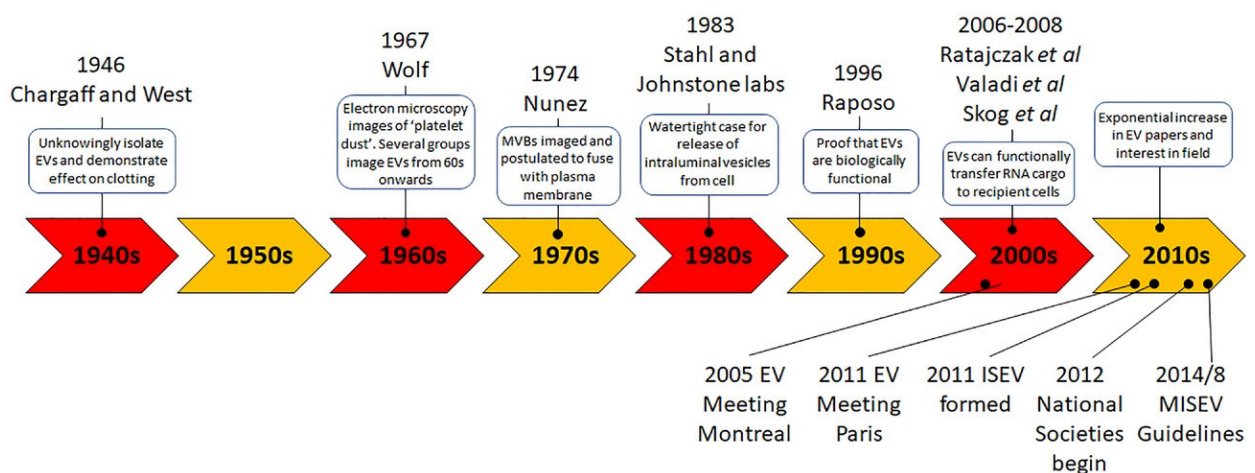 1946
Chargaff and West
Unknowingly isolate
EVs and demonstrate
effect on clotting
1967
Wolf
Electron microscopy
images of ‘platelet
dust’. Several groups
image EVs from 60s
onwards
1974
Nunez
MVBs imaged and
postulated to fuse
with plasma
membrane
1983
Stahl and
Johnstone labs
Watertight case for
release of
intraluminal vesicles
from cell
1996
Raposo
Proof that EVs
are biologically
functional
2006-2008
Ratajczak et al
Valadi et al
Skog et al
EVs can functionally
transfer RNA cargo
to recipient cells
Exponential increase
in EV papers and
interest in field
1940s
1950s
1960s
1970s
1980s
1990s
2000s
2010s
2005 EV
Meeting
Montreal
2011 EV
Meeting
Paris
2011 ISEV
formed
2012
National
Societies
begin
2014/8
MISEV
Guidelines